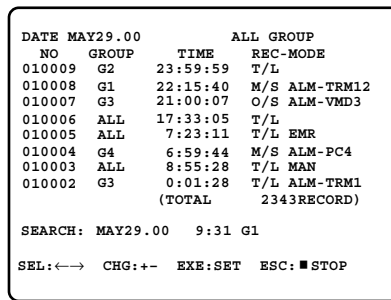 DATE MAY29.00 ALL GROUP
NO GROUP TIME REC-MODE
010009 G2 23:59:59 T/L
010008 G1 22:15:40 M/S ALM-TRM12
010007 G3 21:00:07 O/S ALM-VMD3
010006 ALL 17:33:05 T/L
010005 ALL 7:23:11 T/L EMR
010004 G4 6:59:44 M/S ALM-PC4
010003 ALL 8:55:28 T/L MAN
010002 G3 0:01:28 T/L ALM-TRM1
(TOTAL 2343RECORD)
SEARCH: MAY29.00 9:31 G1
SEL:←→ CHG:+- EXE:SET ESC:■STOP